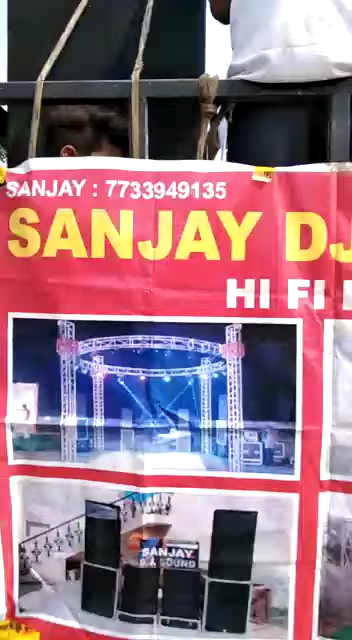 SANJAY : 7733949135
SANJAY DJ
HI FI
SANJAY
D.J. SOUND